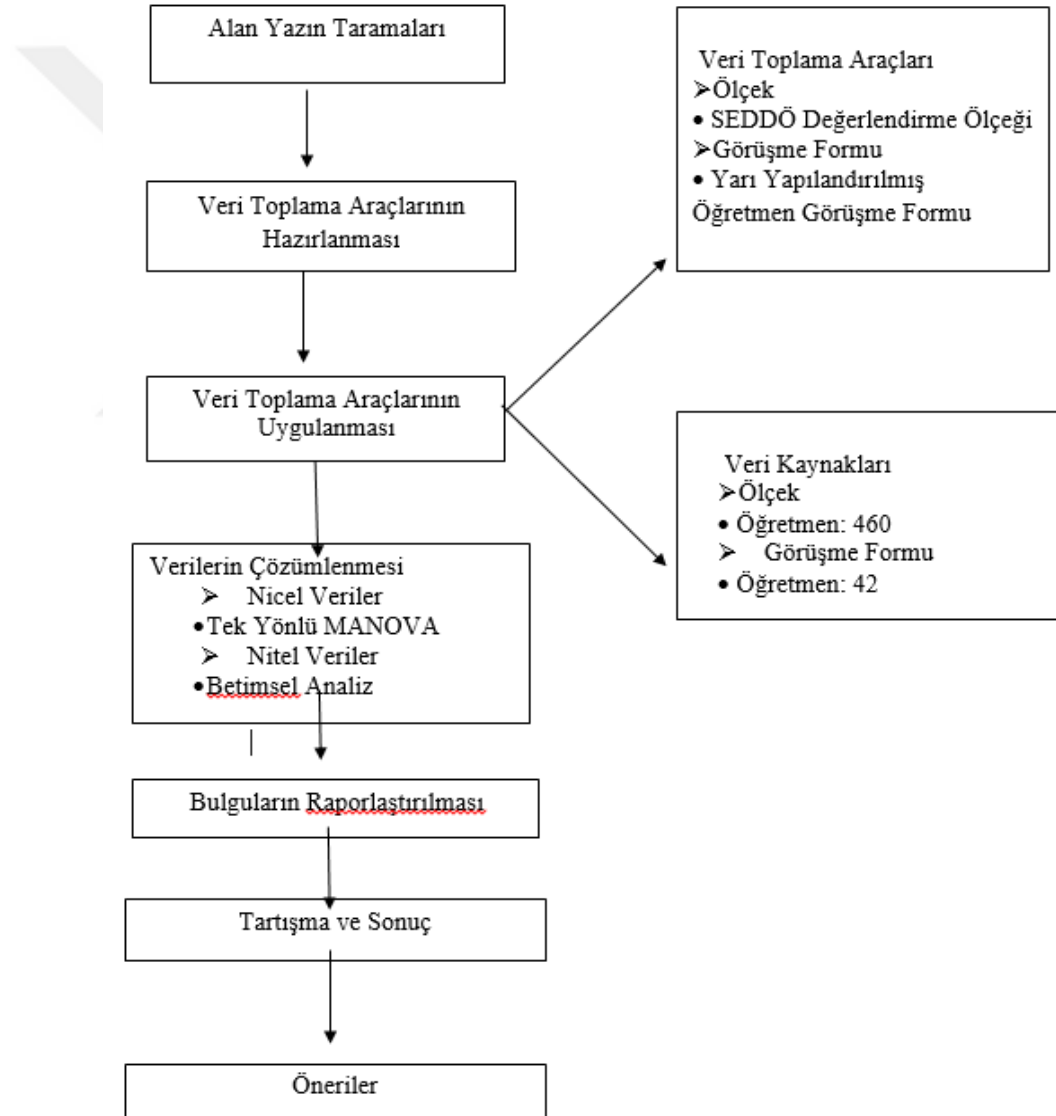 Alan Yazın Taramaları
Veri Toplama Araçlarının
Hazırlanması
Veri Toplama Araçlarının
Uygulanması
Veri Toplama Araçları
➢Ölçek
• SEDDÖ Değerlendirme Ölçeği
➢Görüşme Formu
• Yarı Yapılandırılmış
Öğretmen Görüşme Formu
Veri Kaynakları
➢Ölçek
• Öğretmen: 460
➢ Görüşme Formu
• Öğretmen: 42
Verilerin Çözümlenmesi
➢ Nicel Veriler
•Tek Yönlü MANOVA
➢ Nitel Veriler
•Betimsel Analiz
Bulguların Raporlaştırılması
Tartışma ve Sonuç
Öneriler